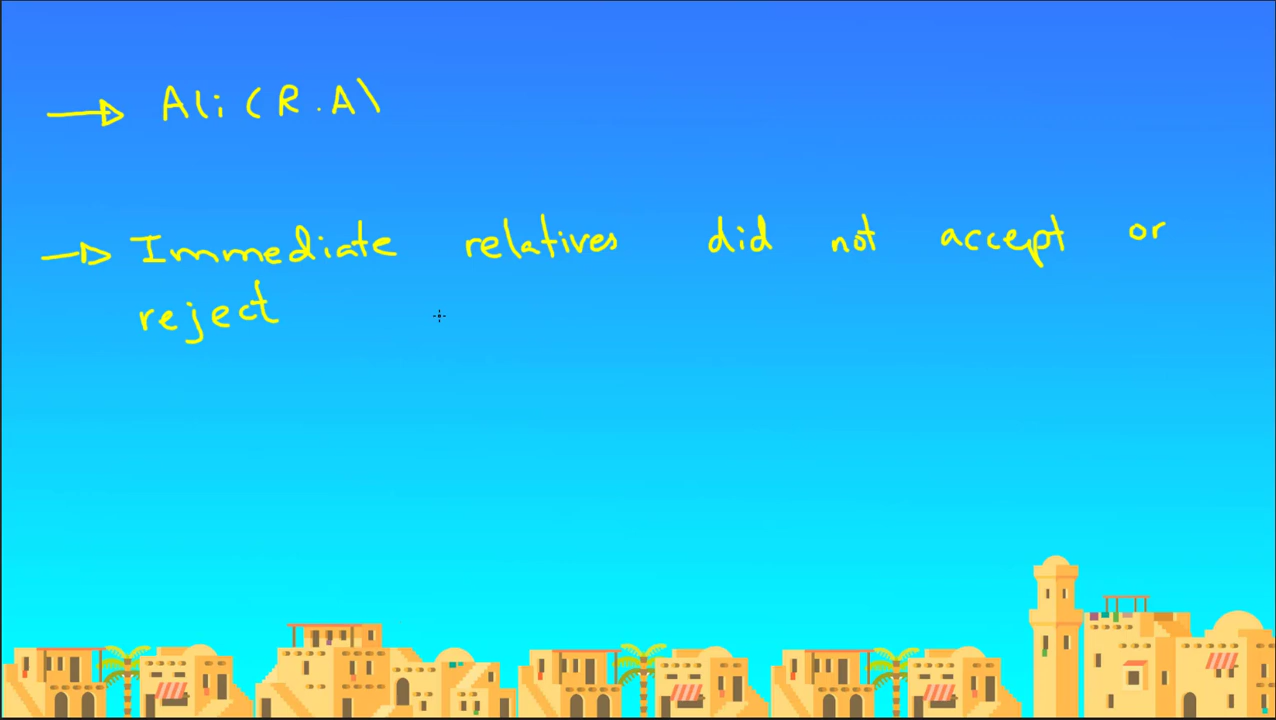 → Ali (R.A)
→ Immediate relatives did not accept or
reject